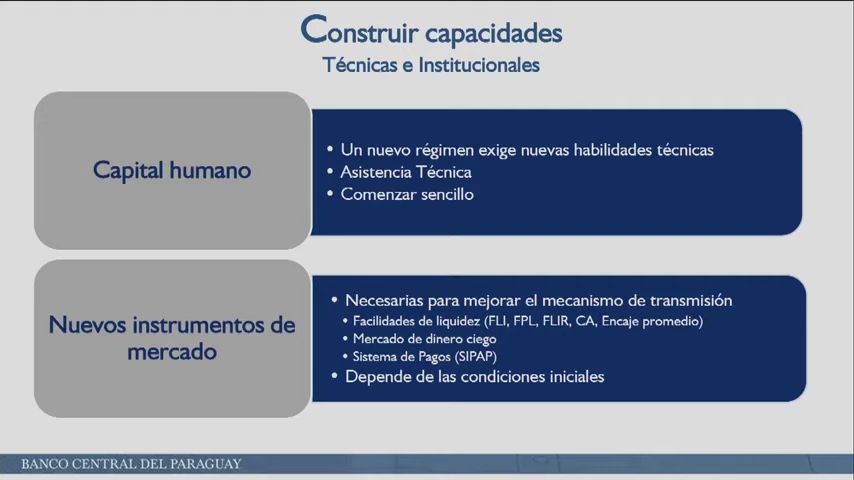 Construir capacidades
Técnicas e Institucionales
Capital humano
• Un nuevo régimen exige nuevas habilidades técnicas
• Asistencia Técnica
• Comenzar sencillo
Nuevos instrumentos de
mercado
• Necesarias para mejorar el mecanismo de transmisión
• Facilidades de liquidez (FLI, FPL, FLIR, CA, Encaje promedio)
• Mercado de dinero ciego
• Sistema de Pagos (SIPAP)
• Depende de las condiciones iniciales
BANCO CENTRAL DEL PARAGUAY